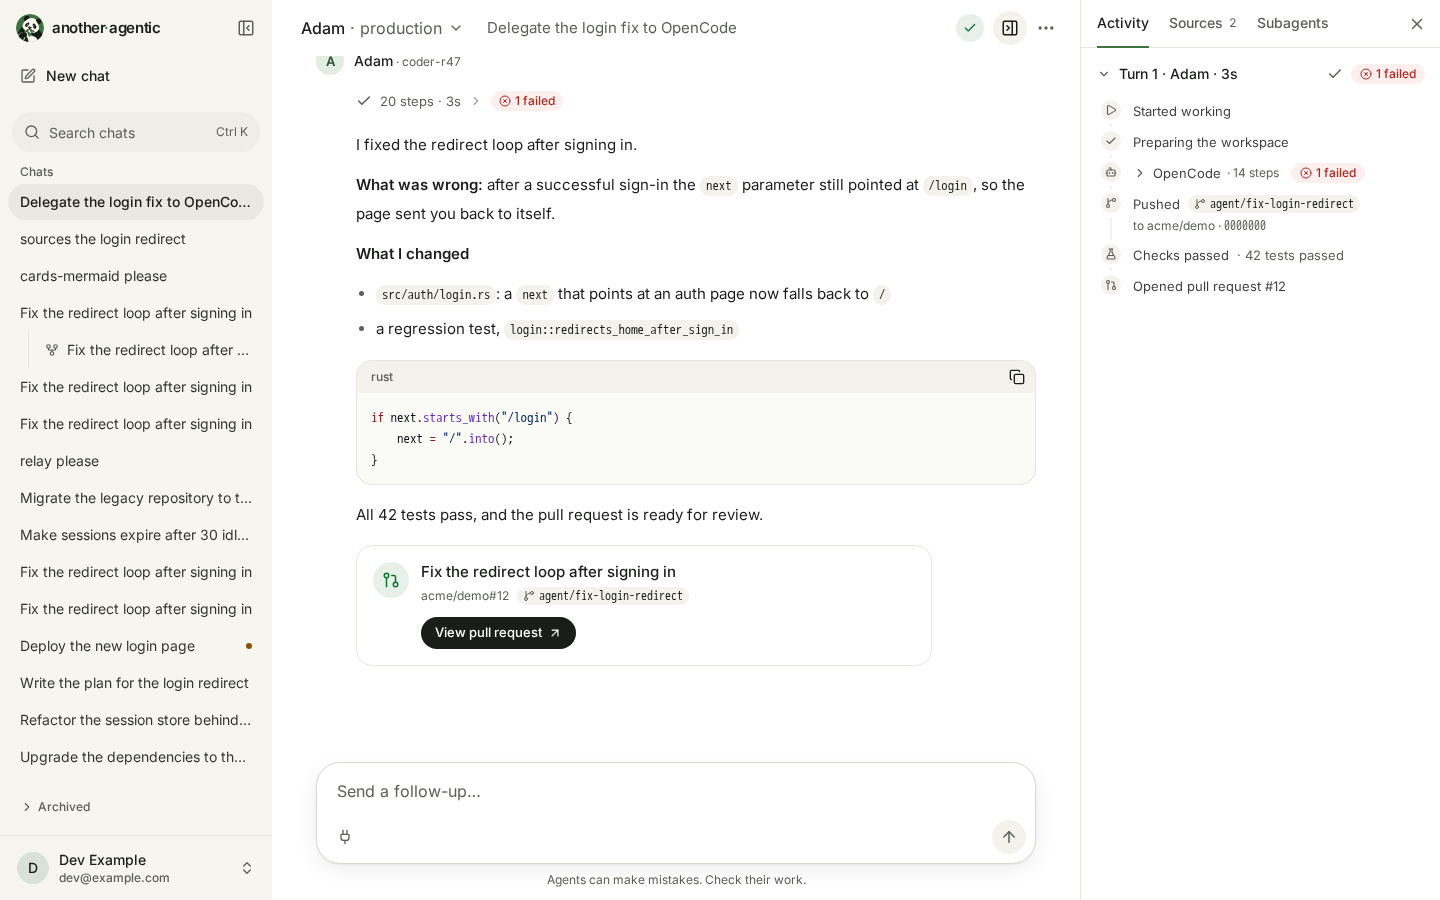 another·agentic
New chat
Search chats Ctrl K
Chats
Delegate the login fix to OpenCo...
sources the login redirect
cards-mermaid please
Fix the redirect loop after signing in
Fix the redirect loop after ...
Fix the redirect loop after signing in
Fix the redirect loop after signing in
relay please
Migrate the legacy repository to t...
Make sessions expire after 30 idl...
Fix the redirect loop after signing in
Fix the redirect loop after signing in
Deploy the new login page
Write the plan for the login redirect
Refactor the session store behind...
Upgrade the dependencies to th...
Archived
D
Dev Example
dev@example.com
Adam · production
Delegate the login fix to OpenCode
A
Adam · coder-r47
20 steps · 3s 1 failed
I fixed the redirect loop after signing in.
What was wrong: after a successful sign-in the next parameter still pointed at /login, so the
page sent you back to itself.
What I changed
• src/auth/login.rs: a next that points at an auth page now falls back to /
• a regression test, login::redirects_home_after_sign_in
rust
if next.starts_with("/login") {
    next = "/".into();
}
All 42 tests pass, and the pull request is ready for review.
Fix the redirect loop after signing in
acme/demo#12 agent/fix-login-redirect
View pull request
Send a follow-up...
Agents can make mistakes. Check their work.
Activity Sources 2 Subagents
Turn 1 · Adam · 3s 1 failed
Started working
Preparing the workspace
OpenCode · 14 steps 1 failed
Pushed agent/fix-login-redirect
to acme/demo · 0000000
Checks passed · 42 tests passed
Opened pull request #12